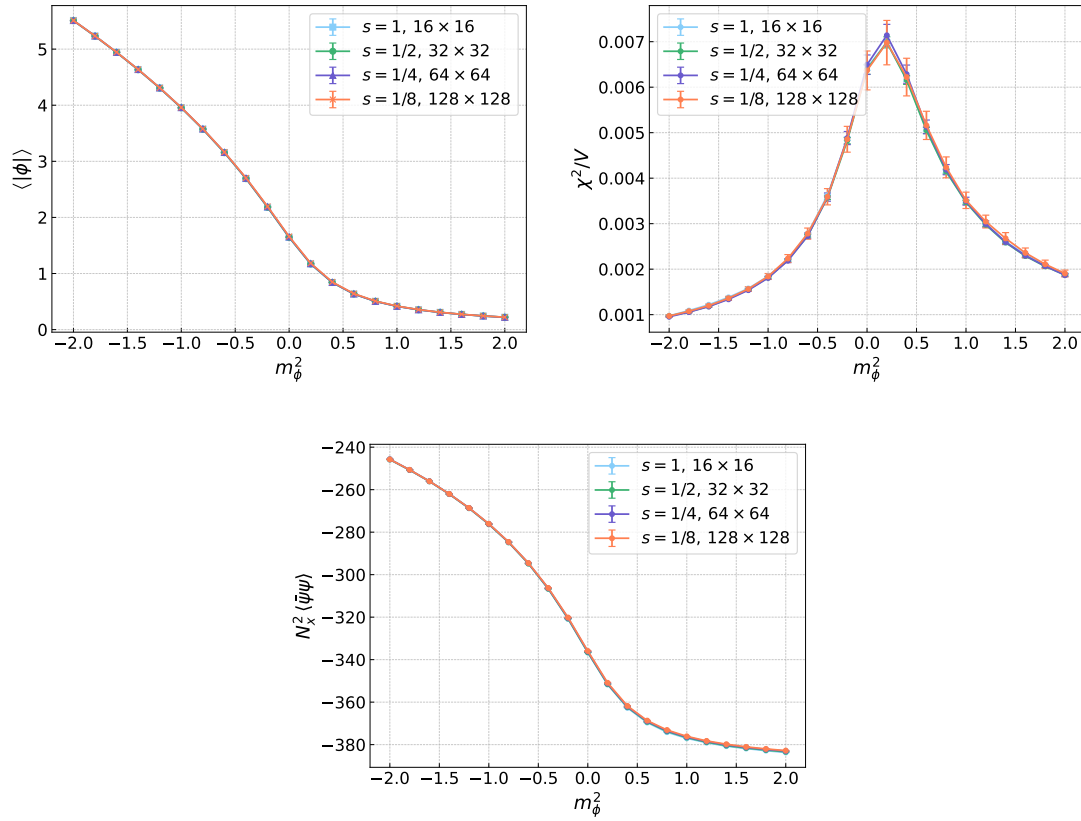 s = 1, 16 × 16
s = 1/2, 32 × 32
s = 1/4, 64 × 64
s = 1/8, 128 × 128
5
4
3
2
1
0
⟨|ϕ|⟩
−2.0 −1.5 −1.0 −0.5 0.0 0.5 1.0 1.5 2.0
m²_ϕ
s = 1, 16 × 16
s = 1/2, 32 × 32
s = 1/4, 64 × 64
s = 1/8, 128 × 128
0.007
0.006
0.005
0.004
0.003
0.002
0.001
χ²/V
−2.0 −1.5 −1.0 −0.5 0.0 0.5 1.0 1.5 2.0
m²_ϕ
s = 1, 16 × 16
s = 1/2, 32 × 32
s = 1/4, 64 × 64
s = 1/8, 128 × 128
−240
−260
−280
−300
−320
−340
−360
−380
N²_x ⟨ψ̄ψ⟩
−2.0 −1.5 −1.0 −0.5 0.0 0.5 1.0 1.5 2.0
m²_ϕ